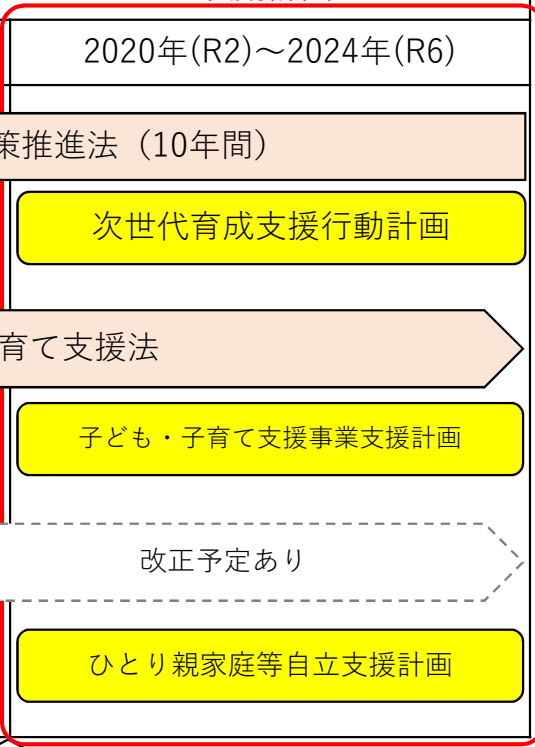 2020年(R2)～2024年(R6)
策推進法（10年間）
次世代育成支援行動計画
育て支援法
子ども・子育て支援事業支援計画
改正予定あり
ひとり親家庭等自立支援計画